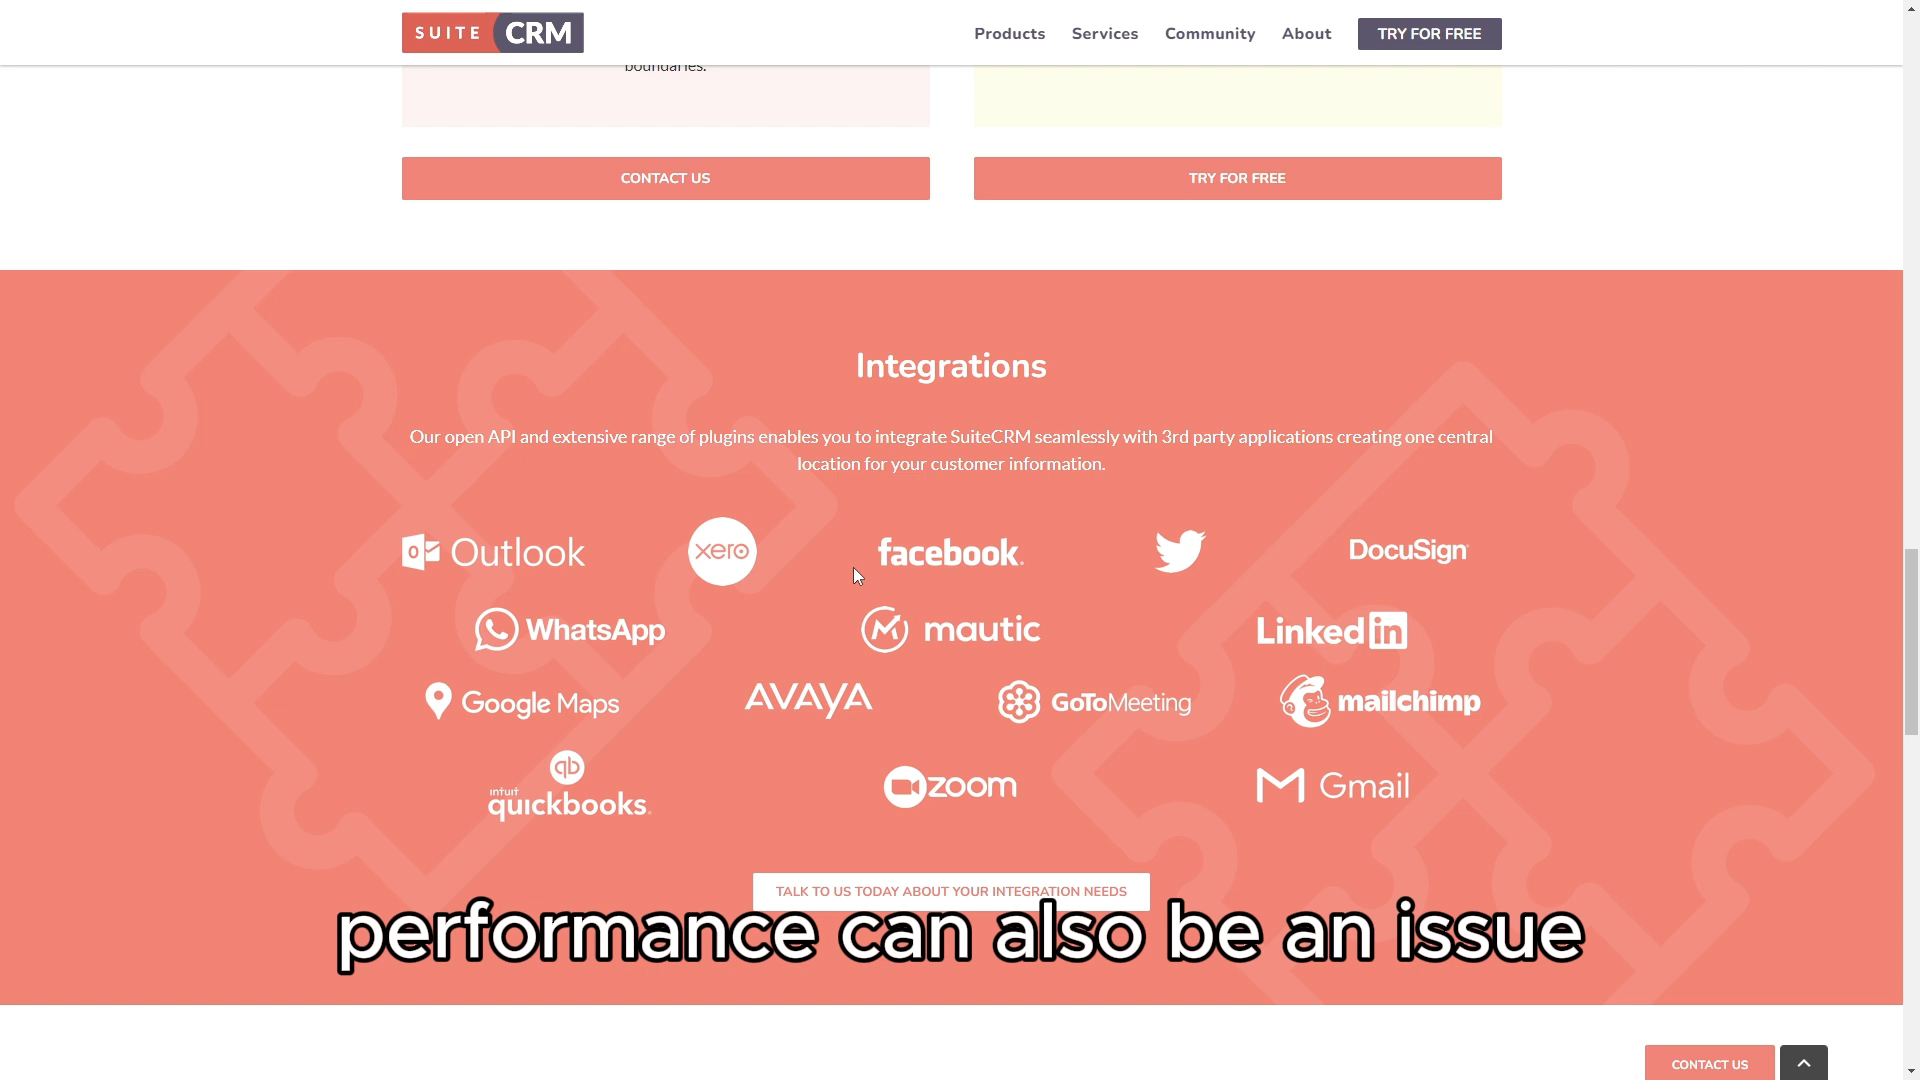 SUITE CRM
Products Services Community About TRY FOR FREE
boundaries.
CONTACT US TRY FOR FREE
Integrations
Our open API and extensive range of plugins enables you to integrate SuiteCRM seamlessly with 3rd party applications creating one central
location for your customer information.
Outlook xero facebook DocuSign
WhatsApp mautic Linkedin
Google Maps AVAYA GoToMeeting mailchimp
qb
intuit
quickbooks zoom Gmail
TALK TO US TODAY ABOUT YOUR INTEGRATION NEEDS
performance can also be an issue
CONTACT US